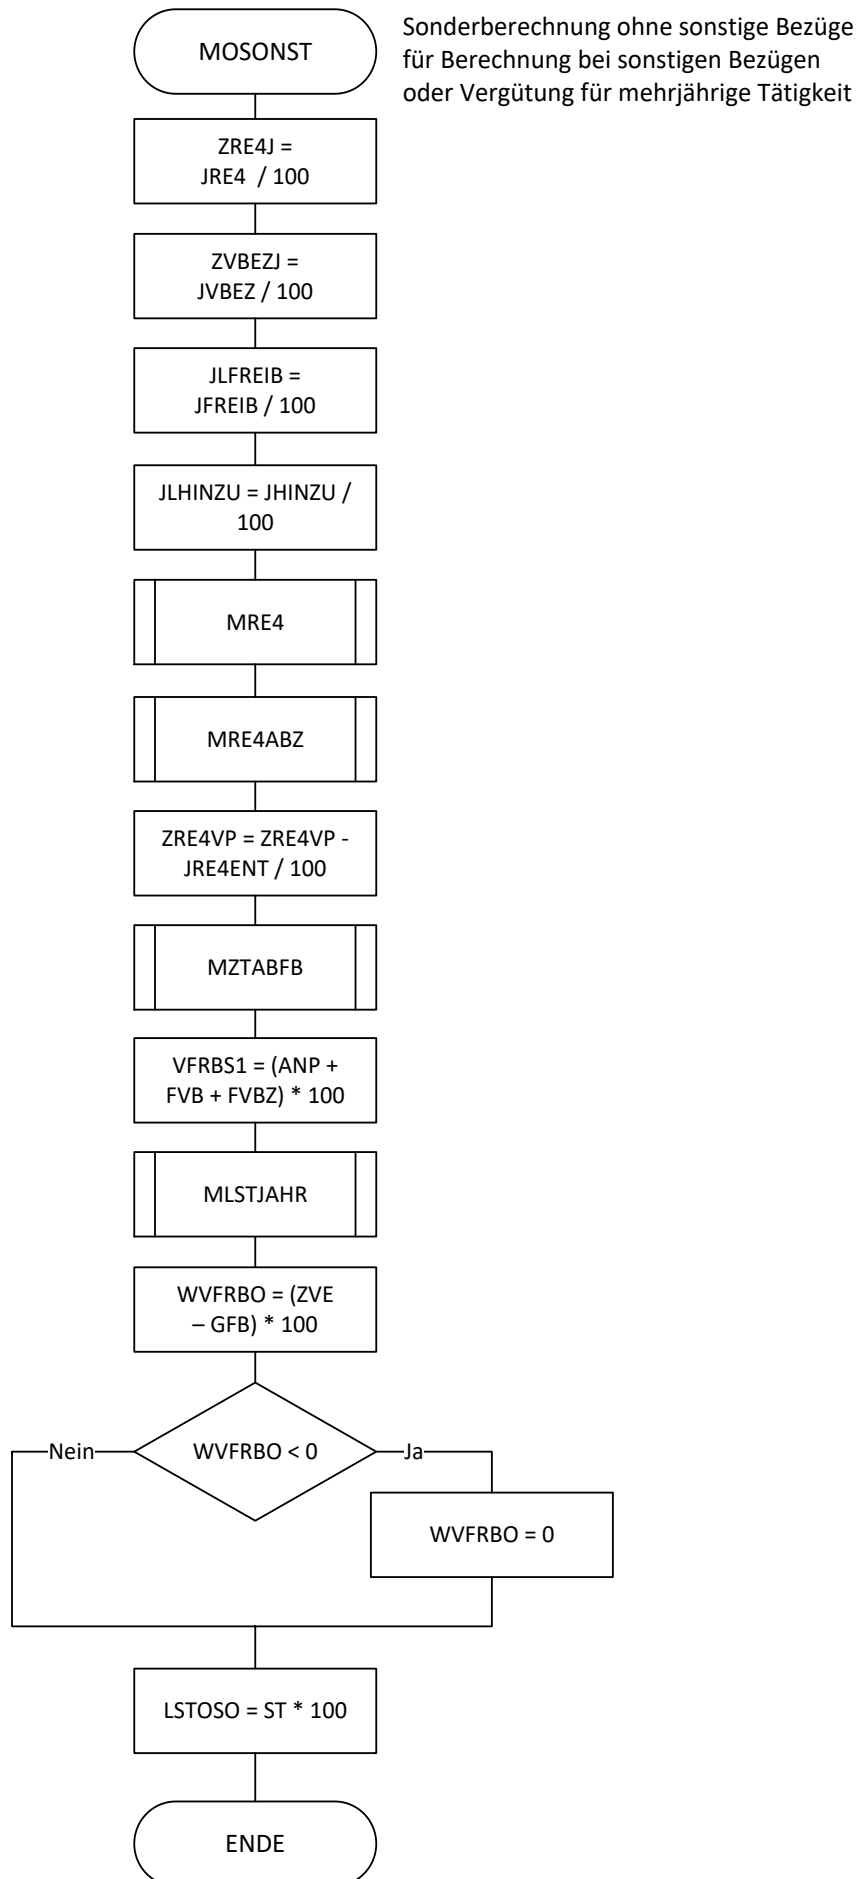 MOSONST
Sonderberechnung ohne sonstige Bezüge
für Berechnung bei sonstigen Bezügen
oder Vergütung für mehrjährige Tätigkeit
ZRE4J =
JRE4 / 100
ZVBEZJ =
JVBEZ / 100
JLFREIB =
JFREIB / 100
JLHINZU = JHINZU /
100
MRE4
MRE4ABZ
ZRE4VP = ZRE4VP -
JRE4ENT / 100
MZTABFB
VFRBS1 = (ANP +
FVB + FVBZ) * 100
MLSTJAHR
WVFRBO = (ZVE
– GFB) * 100
Nein
WVFRBO < 0
Ja
WVFRBO = 0
LSTOSO = ST * 100
ENDE